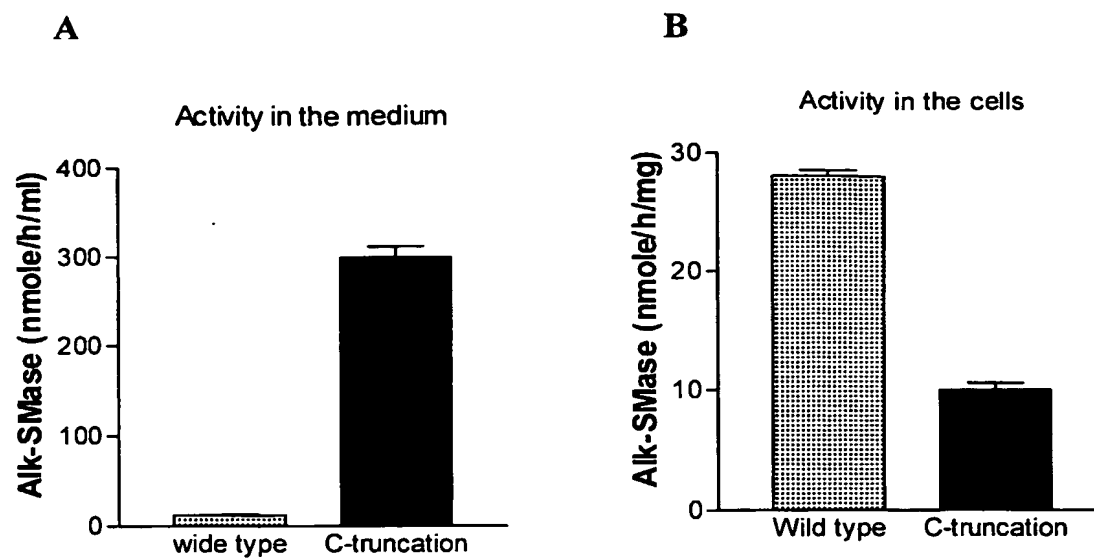 A
Activity in the medium
Alk-SMase (nmole/h/ml)
400
300
200
100
0
wide type
C-truncation
B
Activity in the cells
Alk-SMase (nmole/h/mg)
30
20
10
0
Wild type
C-truncation